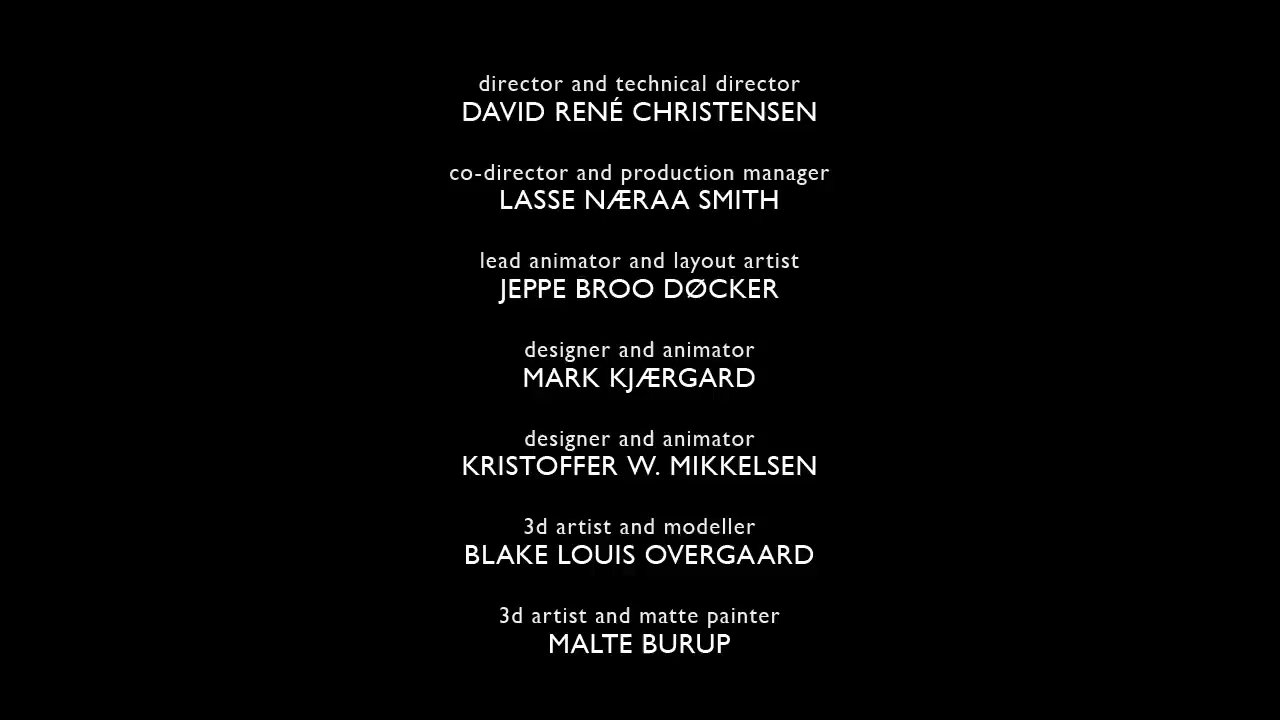 director and technical director
DAVID RENÉ CHRISTENSEN
co-director and production manager
LASSE NÆRAA SMITH
lead animator and layout artist
JEPPE BROO DØCKER
designer and animator
MARK KJÆRGARD
designer and animator
KRISTOFFER W. MIKKELSEN
3d artist and modeller
BLAKE LOUIS OVERGAARD
3d artist and matte painter
MALTE BURUP